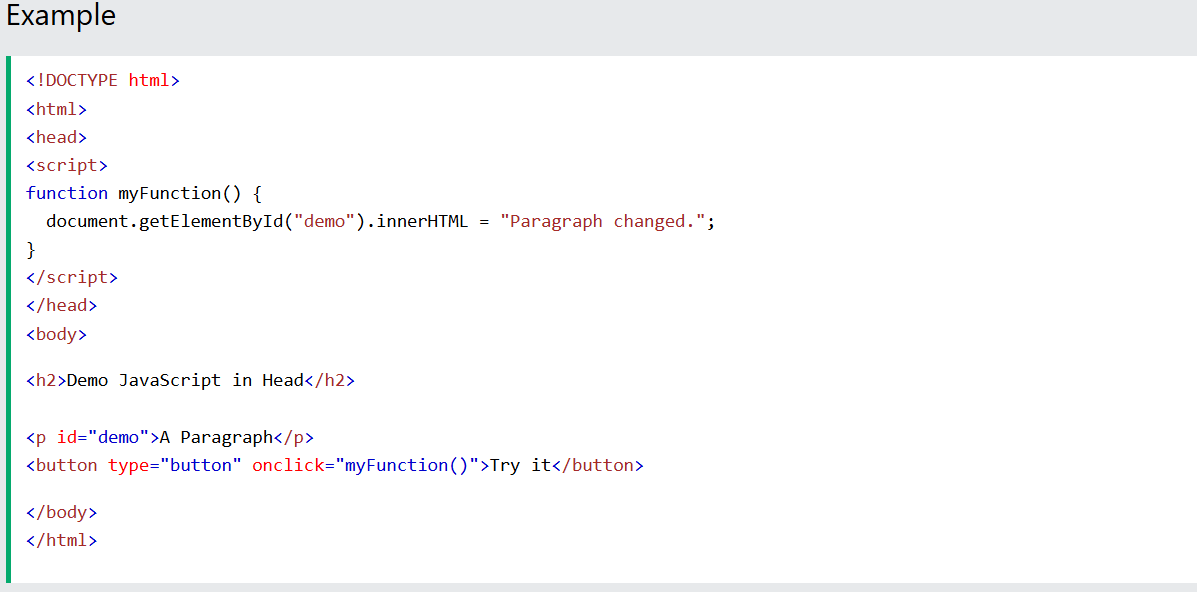 Example
<!DOCTYPE html>
<html>
<head>
<script>
function myFunction() {
  document.getElementById("demo").innerHTML = "Paragraph changed.";
}
</script>
</head>
<body>
<h2>Demo JavaScript in Head</h2>
<p id="demo">A Paragraph</p>
<button type="button" onclick="myFunction()">Try it</button>
</body>
</html>